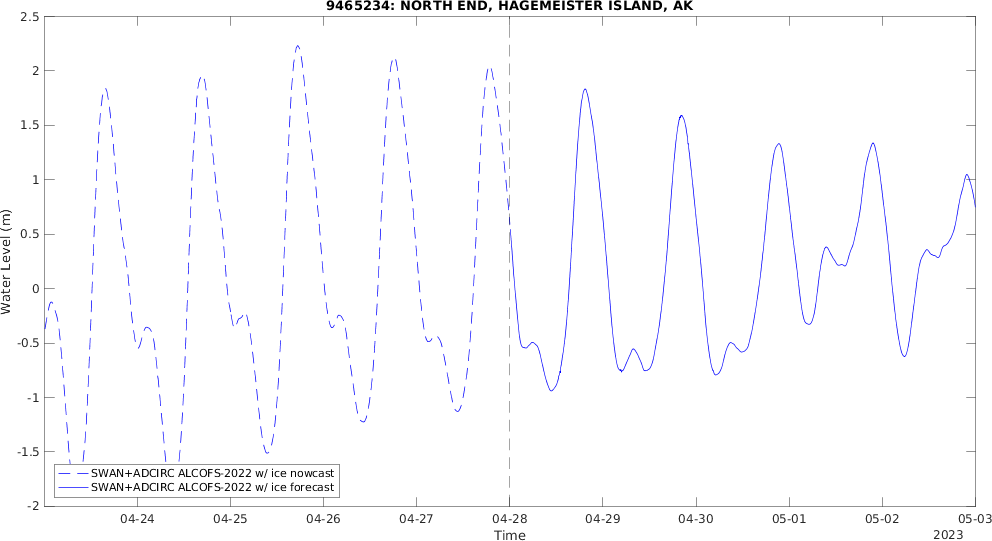 9465234: NORTH END, HAGEMEISTER ISLAND, AK
2.5
2
1.5
1
0.5
0
-0.5
-1
-1.5
-2
Water Level (m)
SWAN+ADCIRC ALCOFS-2022 w/ ice nowcast
SWAN+ADCIRC ALCOFS-2022 w/ ice forecast
04-24 04-25 04-26 04-27 04-28 04-29 04-30 05-01 05-02 05-03
Time
2023